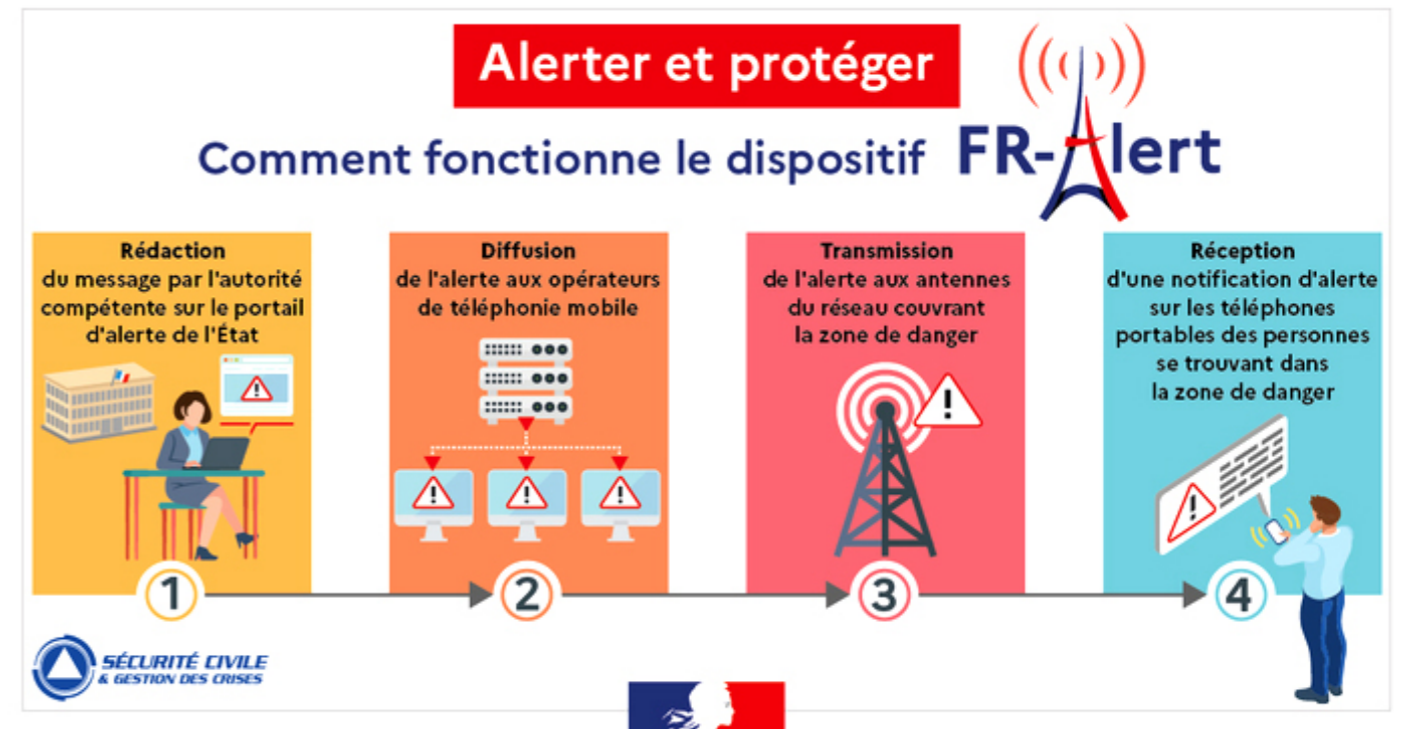 Alerter et protéger
Comment fonctionne le dispositif FR-Alert
Rédaction
du message par l'autorité
compétente sur le portail
d'alerte de l'État
1
Diffusion
de l'alerte aux opérateurs
de téléphonie mobile
2
Transmission
de l'alerte aux antennes
du réseau couvrant
la zone de danger
3
Réception
d'une notification d'alerte
sur les téléphones
portables des personnes
se trouvant dans
la zone de danger
4
SÉCURITÉ CIVILE
& GESTION DES CRISES